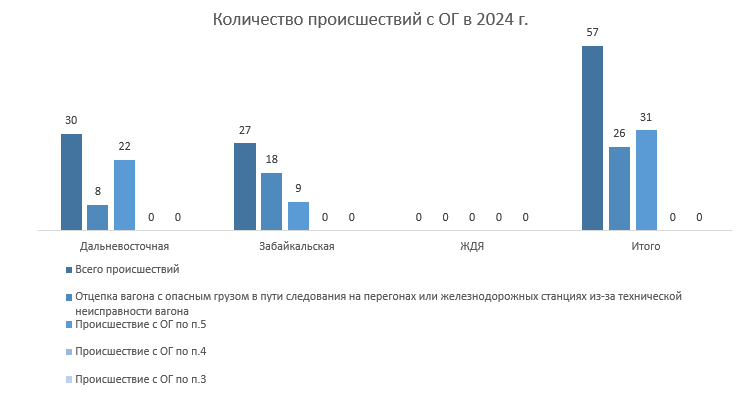 Количество происшествий с ОГ в 2024 г.
57
30
27
31
26
22
18
8
9
0 0
0 0
0 0 0 0 0
0 0
Дальневосточная Забайкальская ЖДЯ Итого
Всего происшествий
Отцепка вагона с опасным грузом в пути следования на перегонах или железнодорожных станциях из-за технической
неисправности вагона
Происшествие с ОГ по п.5
Происшествие с ОГ по п.4
Происшествие с ОГ по п.3